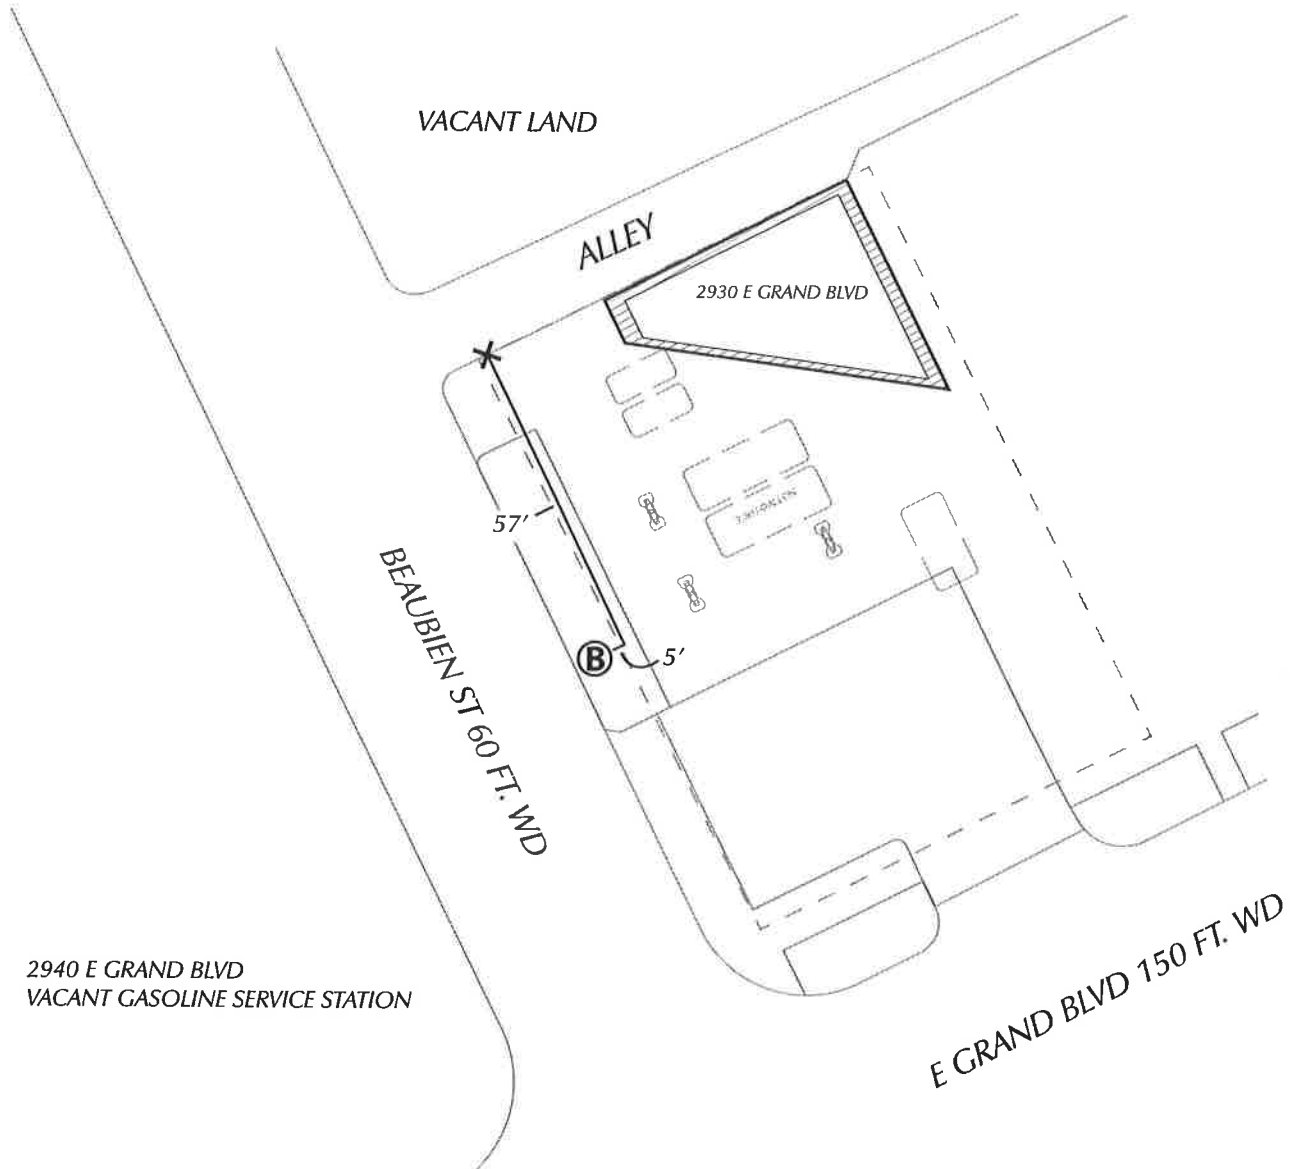 VACANT LAND
ALLEY
2930 E GRAND BLVD
57'
BEAUBIEN ST 60 FT. WD
B
5'
2940 E GRAND BLVD
VACANT GASOLINE SERVICE STATION
E GRAND BLVD 150 FT. WD